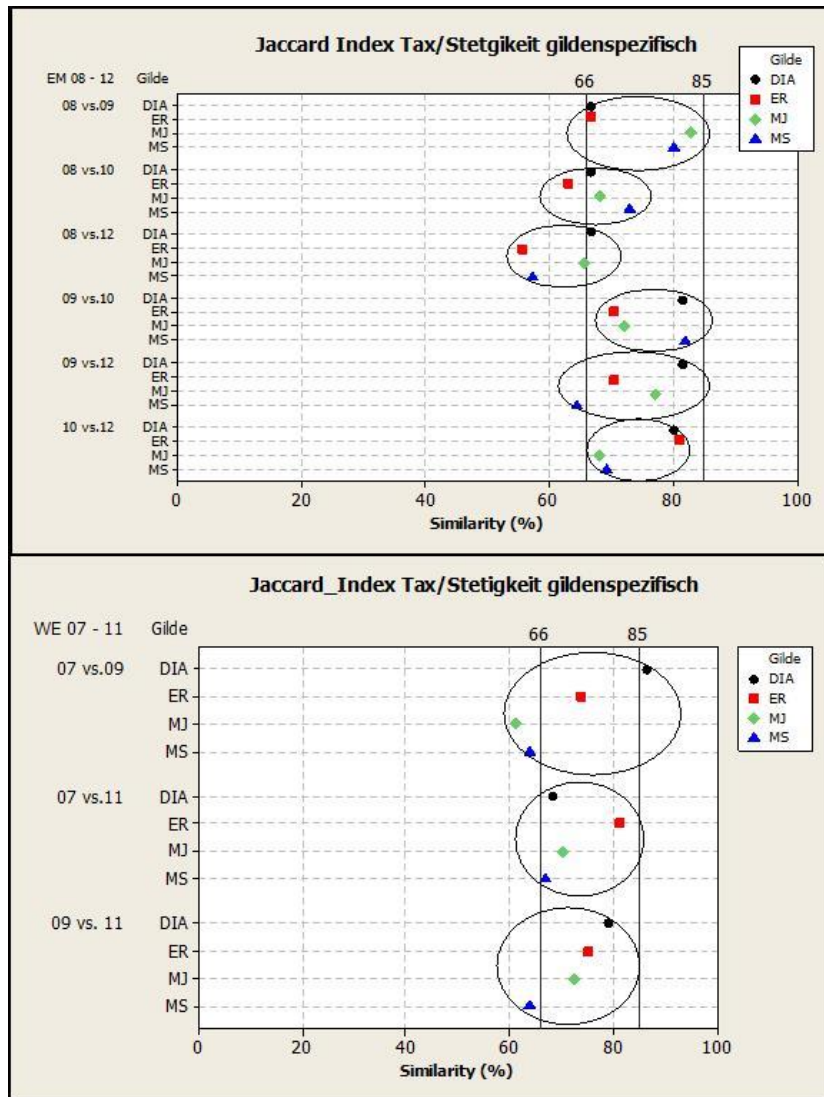 Jaccard Index Tax/Stetgikeit gildenspezifisch
Gilde
DIA
ER
MJ
MS
EM 08 - 12 Gilde
66 85
08 vs.09 DIA
ER
MJ
MS
08 vs.10 DIA
ER
MJ
MS
08 vs.12 DIA
ER
MJ
MS
09 vs.10 DIA
ER
MJ
MS
09 vs.12 DIA
ER
MJ
MS
10 vs.12 DIA
ER
MJ
MS
0 20 40 60 80 100
Similarity (%)
Jaccard_Index Tax/Stetigkeit gildenspezifisch
WE 07 - 11 Gilde
66 85
Gilde
DIA
ER
MJ
MS
07 vs.09 DIA
ER
MJ
MS
07 vs.11 DIA
ER
MJ
MS
09 vs. 11 DIA
ER
MJ
MS
0 20 40 60 80 100
Similarity (%)